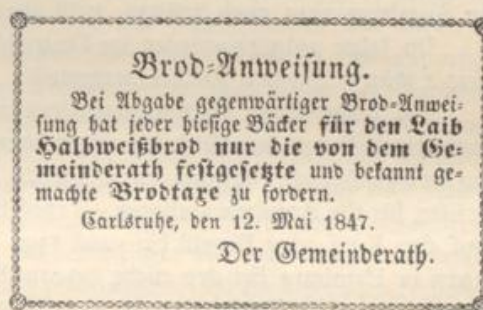 Brod-Anweisung.
Bei Abgabe gegenwärtiger Brod-Anwei-
sung hat jeder hiesige Bäcker für den Laib
Halbweißbrod nur die von dem Ge-
meinderath festgesetzte und bekannt ge-
machte Brodtaxe zu fordern.
Carlsruhe, den 12. Mai 1847.
Der Gemeinderath.